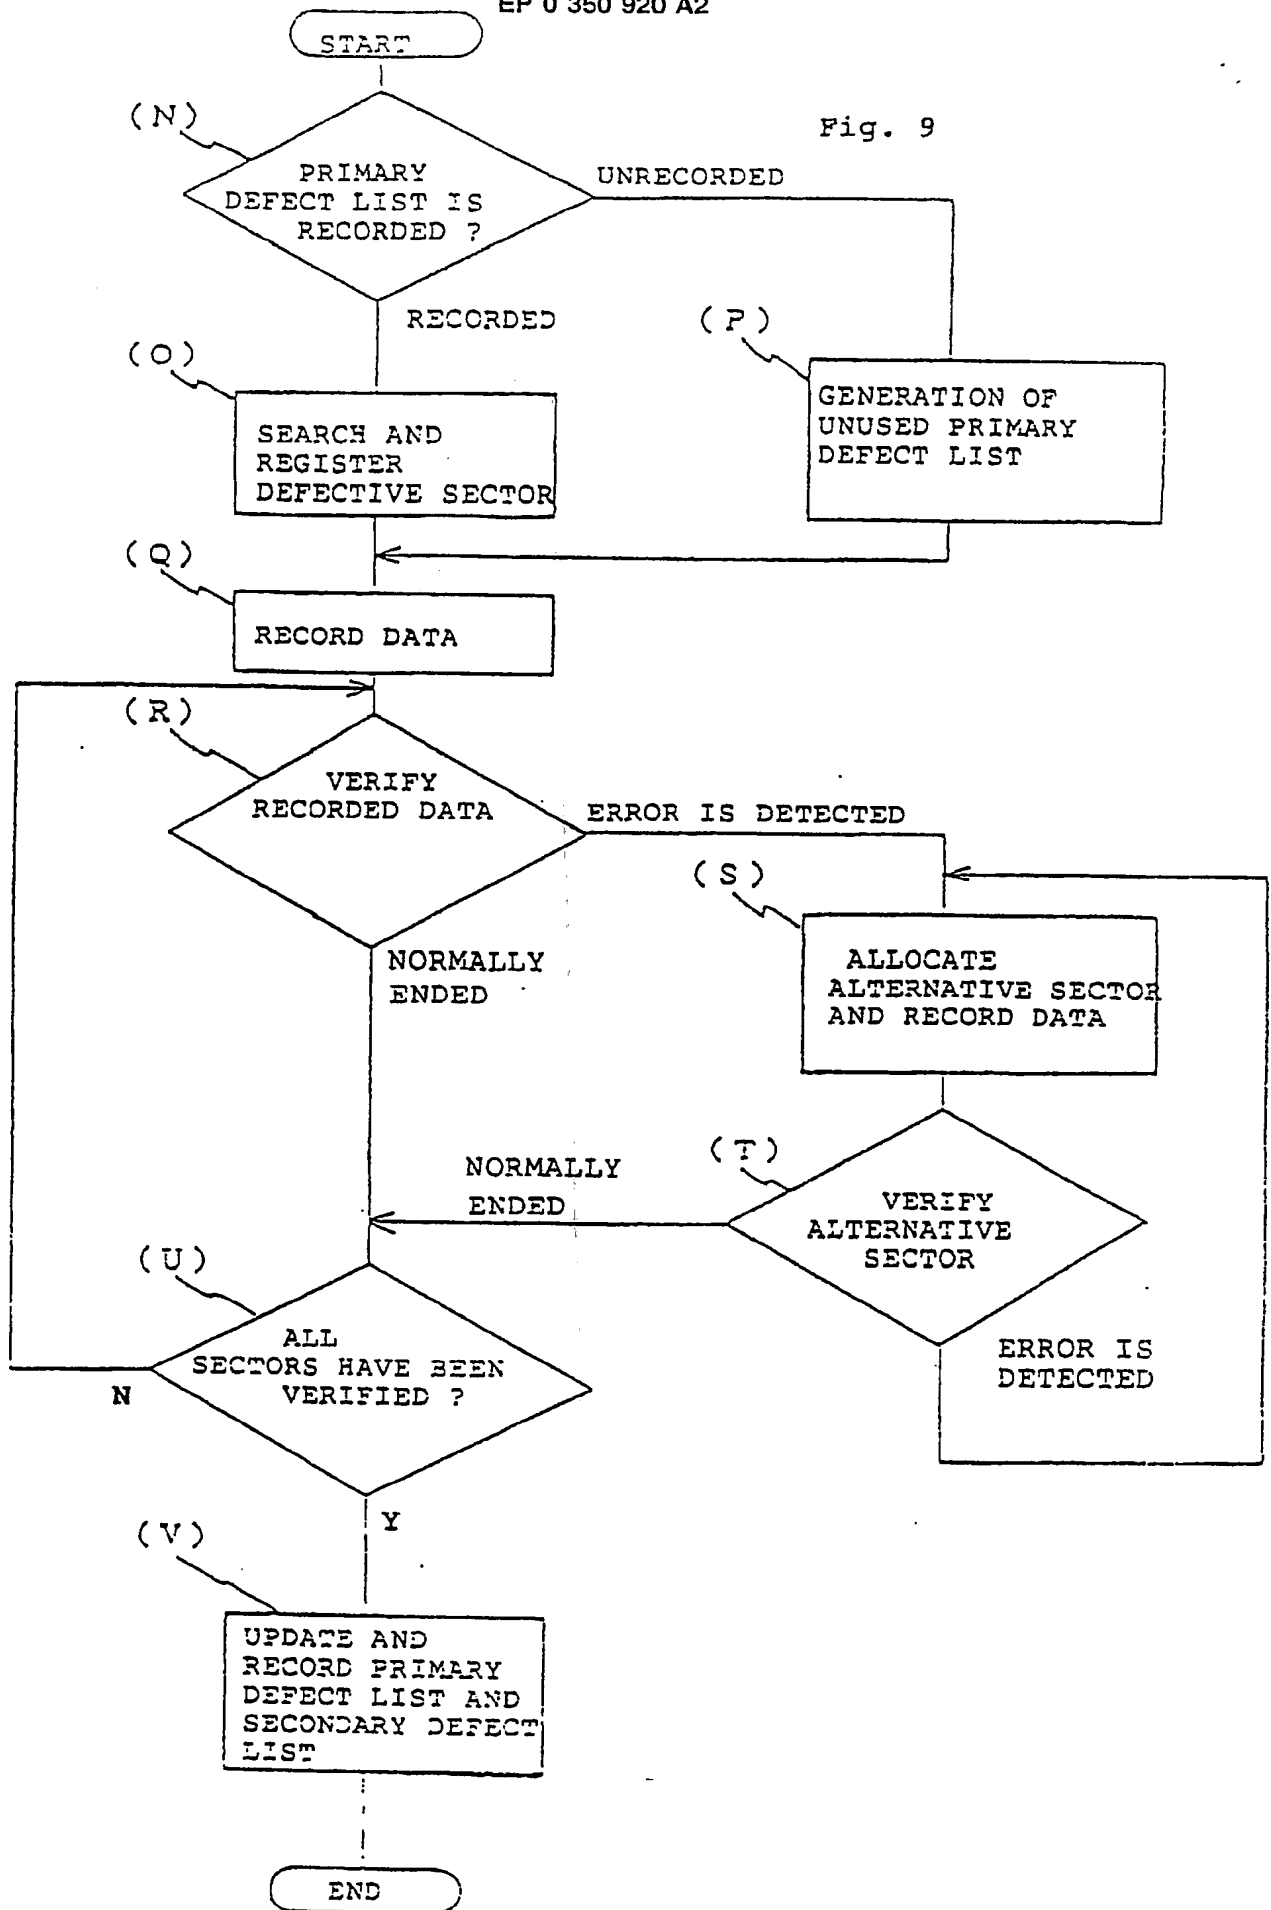 EP 0 350 920 A2
START
(N)
Fig. 9
PRIMARY
DEFECT LIST IS
RECORDED ?
UNRECORDED
RECORDED
(P)
(O)
GENERATION OF
UNUSED PRIMARY
DEFECT LIST
SEARCH AND
REGISTER
DEFECTIVE SECTOR
(Q)
RECORD DATA
(R)
VERIFY
RECORDED DATA
ERROR IS DETECTED
(S)
NORMALLY
ENDED
ALLOCATE
ALTERNATIVE SECTOR
AND RECORD DATA
(T)
NORMALLY
ENDED
VERIFY
ALTERNATIVE
SECTOR
(U)
ALL
SECTORS HAVE BEEN
VERIFIED ?
N
ERROR IS
DETECTED
Y
(V)
UPDATE AND
RECORD PRIMARY
DEFECT LIST AND
SECONDARY DEFECT
LIST
END